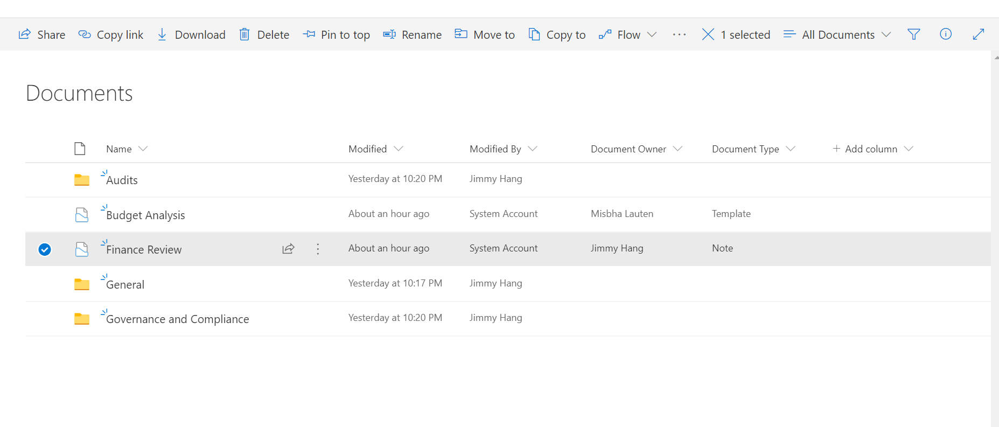 Share Copy link Download Delete Pin to top Rename Move to Copy to Flow ··· 1 selected All Documents
Documents
Name Modified Modified By Document Owner Document Type + Add column
Audits Yesterday at 10:20 PM Jimmy Hang
Budget Analysis About an hour ago System Account Misbha Lauten Template
Finance Review About an hour ago System Account Jimmy Hang Note
General Yesterday at 10:17 PM Jimmy Hang
Governance and Compliance Yesterday at 10:20 PM Jimmy Hang